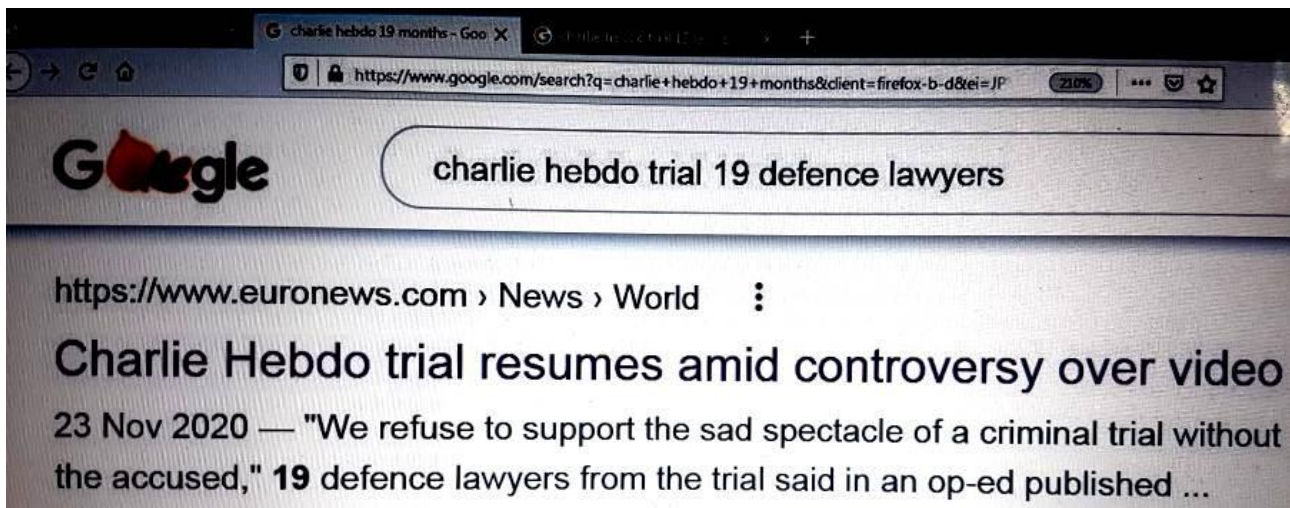 charlie hebdo 19 months - Goo X
https://www.google.com/search?q=charlie+hebdo+19+months&client=firefox-b-d&ei=JP 210%
Google
charlie hebdo trial 19 defence lawyers
https://www.euronews.com › News › World
Charlie Hebdo trial resumes amid controversy over video
23 Nov 2020 — "We refuse to support the sad spectacle of a criminal trial without
the accused," 19 defence lawyers from the trial said in an op-ed published ...